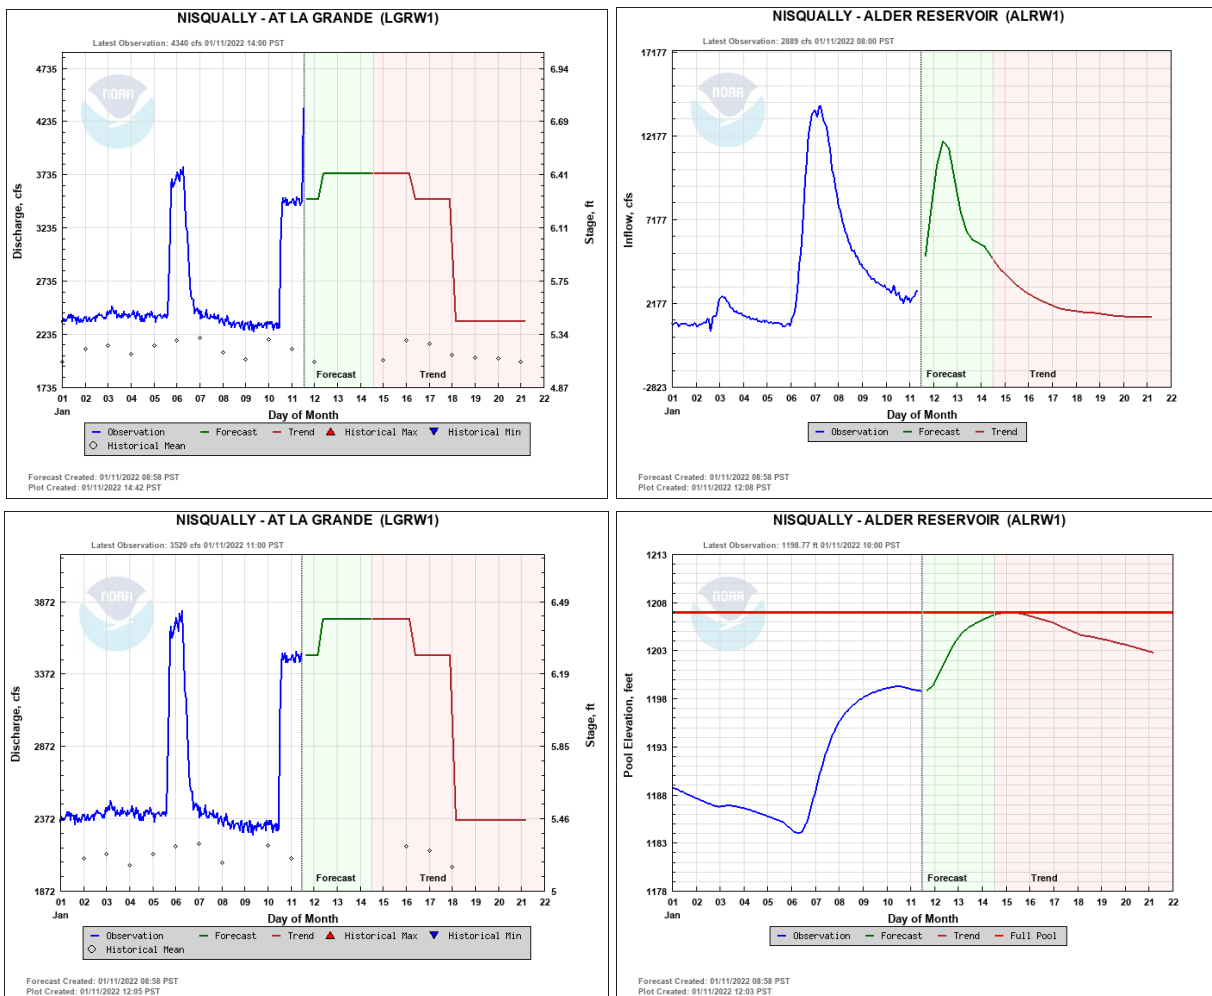 NISQUALLY - AT LA GRANDE (LGRW1)
Latest Observation: 4340 cfs 01/11/2022 14:00 PST
NOAA
4735
4235
3735
3235
2735
2235
1735
6.94
6.69
6.41
6.11
5.75
5.34
4.87
Discharge, cfs
Stage, ft
Forecast
Trend
01 02 03 04 05 06 07 08 09 10 11 12 13 14 15 16 17 18 19 20 21 22
Jan
Day of Month
Observation Forecast Trend Historical Max Historical Min
Historical Mean
Forecast Created: 01/11/2022 08:58 PST
Plot Created: 01/11/2022 14:42 PST
NISQUALLY - ALDER RESERVOIR (ALRW1)
Latest Observation: 2889 cfs 01/11/2022 08:00 PST
NOAA
17177
12177
7177
2177
-2823
Inflow, cfs
Forecast
Trend
01 02 03 04 05 06 07 08 09 10 11 12 13 14 15 16 17 18 19 20 21 22
Jan
Day of Month
Observation Forecast Trend
Forecast Created: 01/11/2022 08:58 PST
Plot Created: 01/11/2022 12:08 PST
NISQUALLY - AT LA GRANDE (LGRW1)
Latest Observation: 3520 cfs 01/11/2022 11:00 PST
NOAA
3872
3372
2872
2372
1872
6.49
6.19
5.85
5.46
5
Discharge, cfs
Stage, ft
Forecast
Trend
01 02 03 04 05 06 07 08 09 10 11 12 13 14 15 16 17 18 19 20 21 22
Jan
Day of Month
Observation Forecast Trend Historical Max Historical Min
Historical Mean
Forecast Created: 01/11/2022 08:58 PST
Plot Created: 01/11/2022 12:05 PST
NISQUALLY - ALDER RESERVOIR (ALRW1)
Latest Observation: 1198.77 ft 01/11/2022 10:00 PST
NOAA
1213
1208
1203
1198
1193
1188
1183
1178
Pool Elevation, feet
Forecast
Trend
01 02 03 04 05 06 07 08 09 10 11 12 13 14 15 16 17 18 19 20 21 22
Jan
Day of Month
Observation Forecast Trend Full Pool
Forecast Created: 01/11/2022 08:58 PST
Plot Created: 01/11/2022 12:03 PST